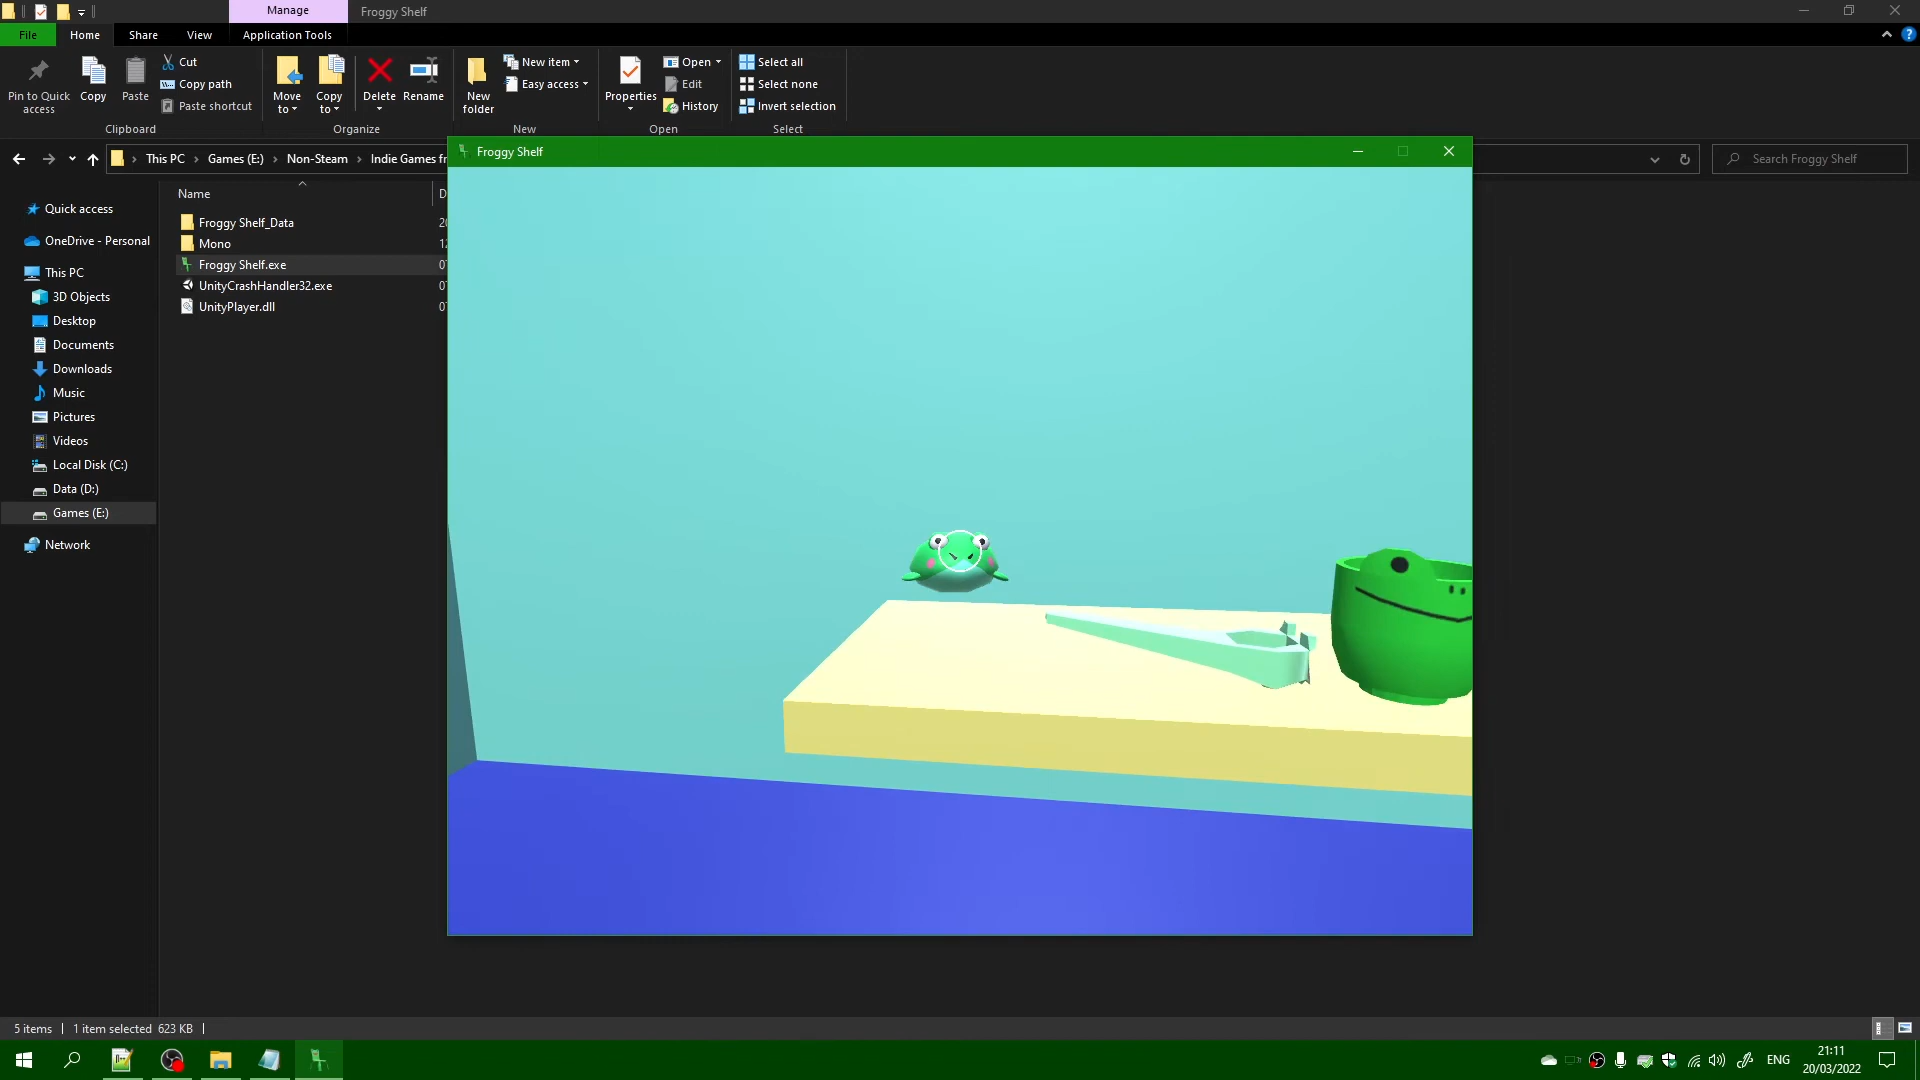 Manage
Froggy Shelf
File
Home
Share
View
Application Tools
Pin to Quick access
Copy
Paste
Cut
Copy path
Paste shortcut
Clipboard
Move to
Copy to
Delete
Rename
Organize
New folder
New item
Easy access
New
Properties
Open
Edit
History
Open
Select all
Select none
Invert selection
Select
This PC
Games (E:)
Non-Steam
Indie Games
Search Froggy Shelf
Froggy Shelf
Quick access
OneDrive - Personal
This PC
3D Objects
Desktop
Documents
Downloads
Music
Pictures
Videos
Local Disk (C:)
Data (D:)
Games (E:)
Network
Name
Froggy Shelf_Data
Mono
Froggy Shelf.exe
UnityCrashHandler32.exe
UnityPlayer.dll
5 items
1 item selected 623 KB
ENG
21:11
20/03/2022